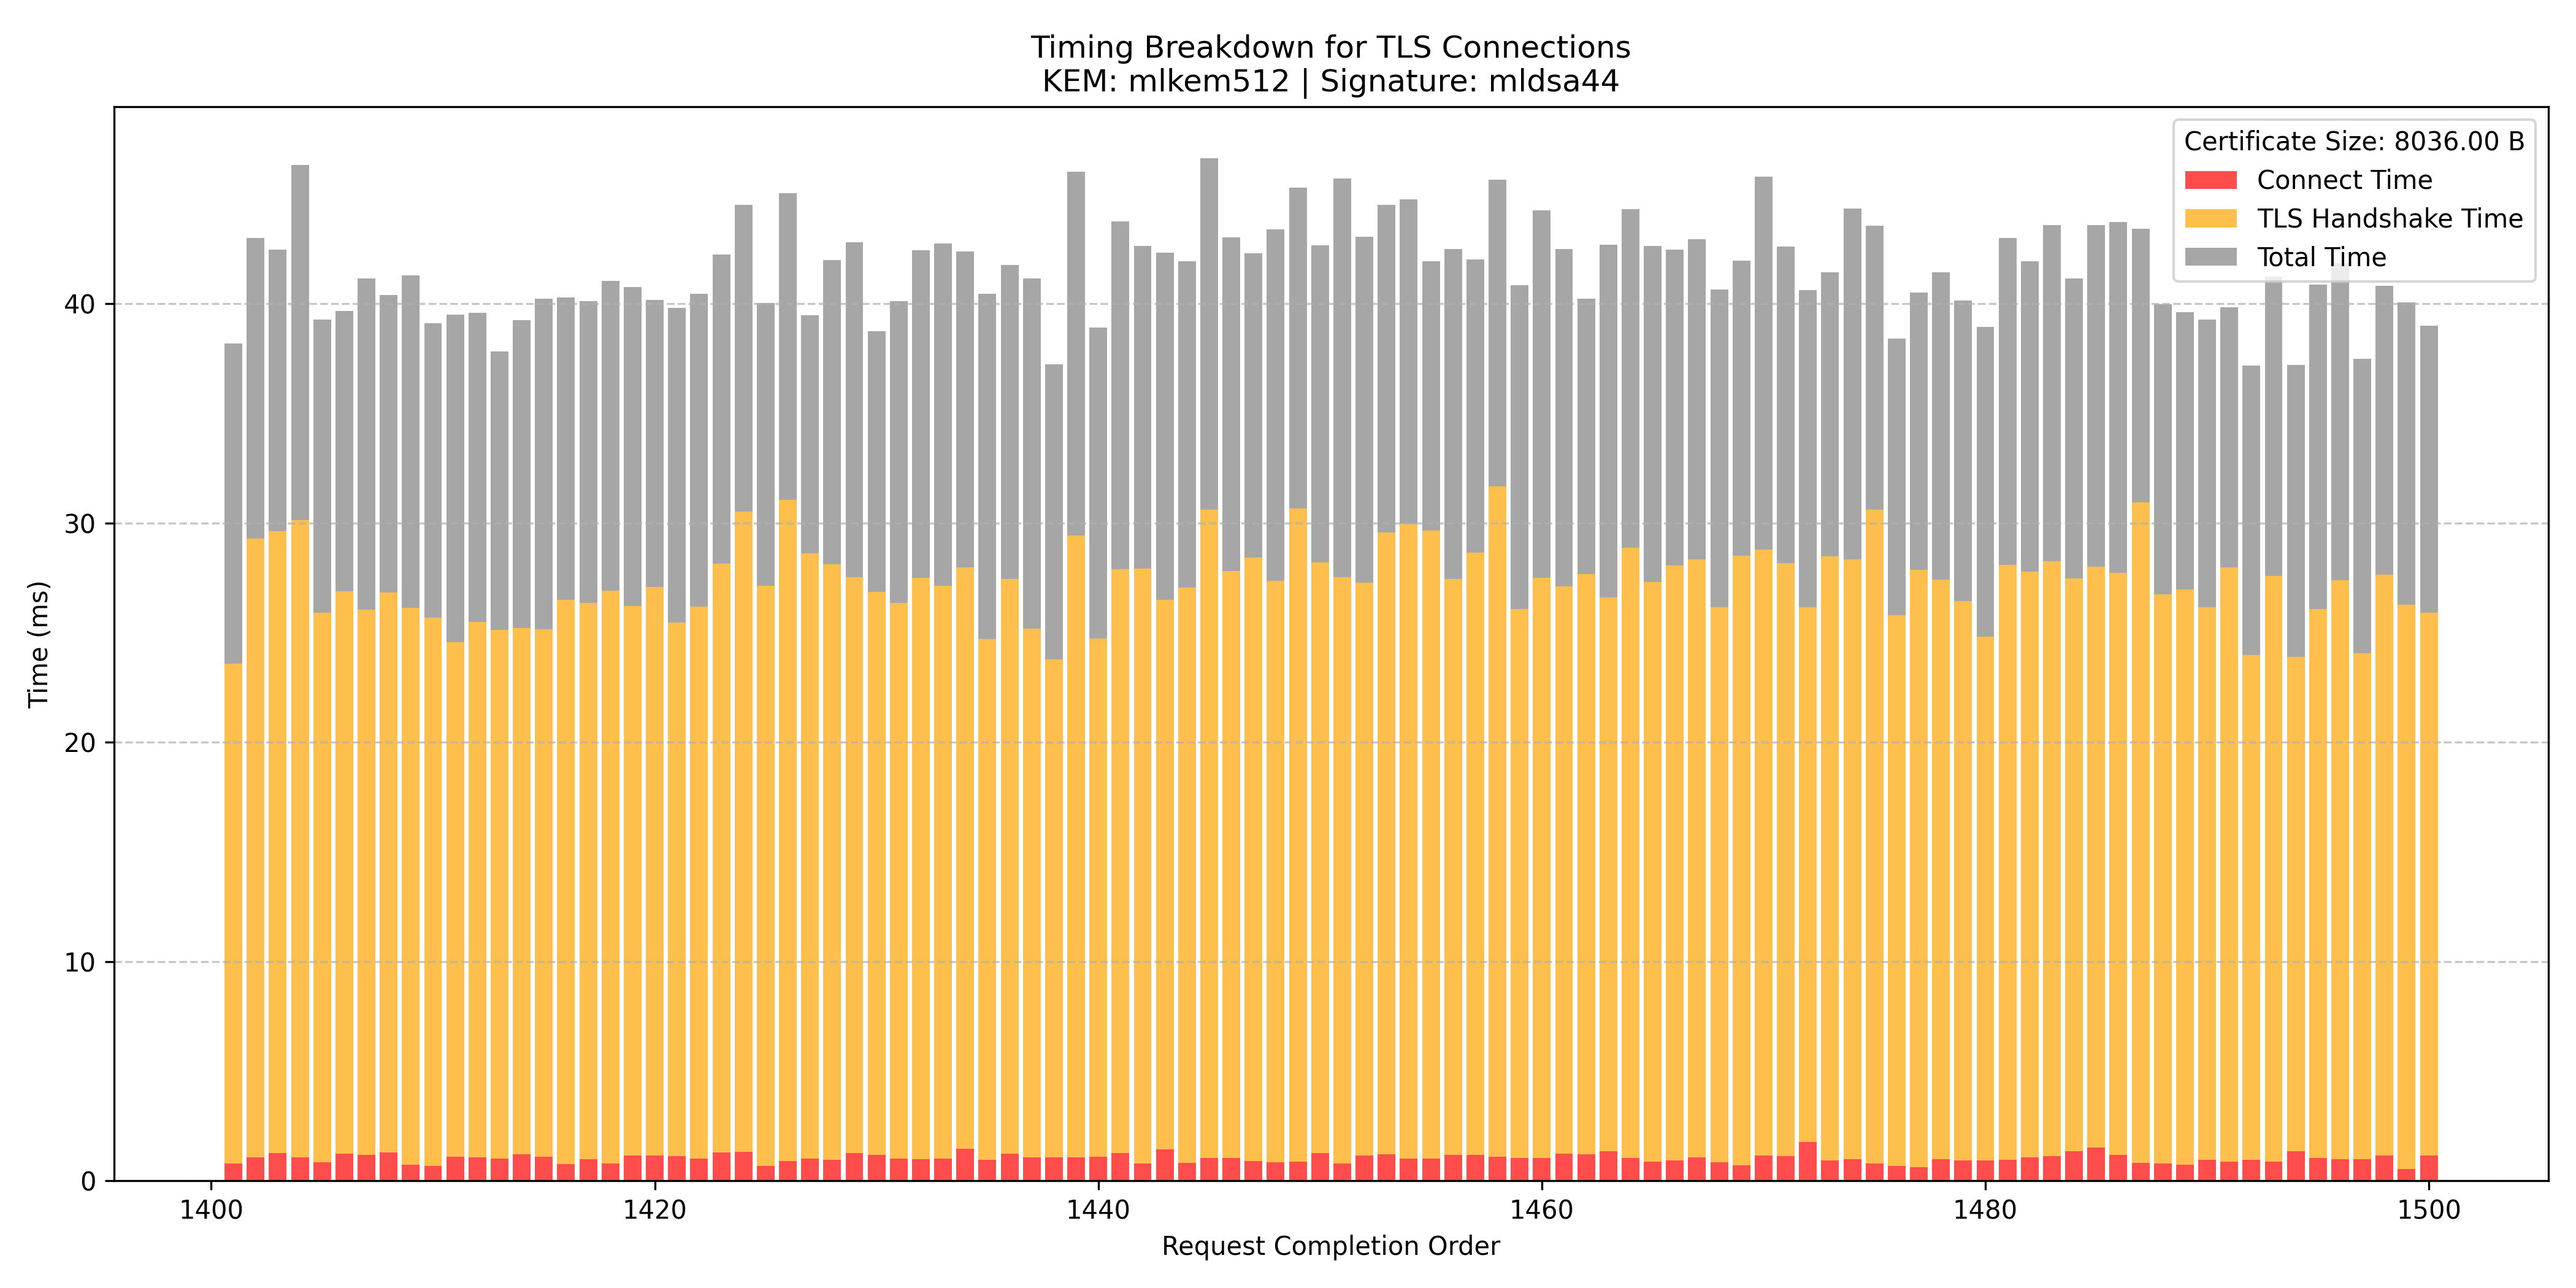 Timing Breakdown for TLS Connections
KEM: mlkem512 | Signature: mldsa44
Certificate Size: 8036.00 B
Connect Time
TLS Handshake Time
Total Time
Time (ms)
40
30
20
10
0
1400 1420 1440 1460 1480 1500
Request Completion Order